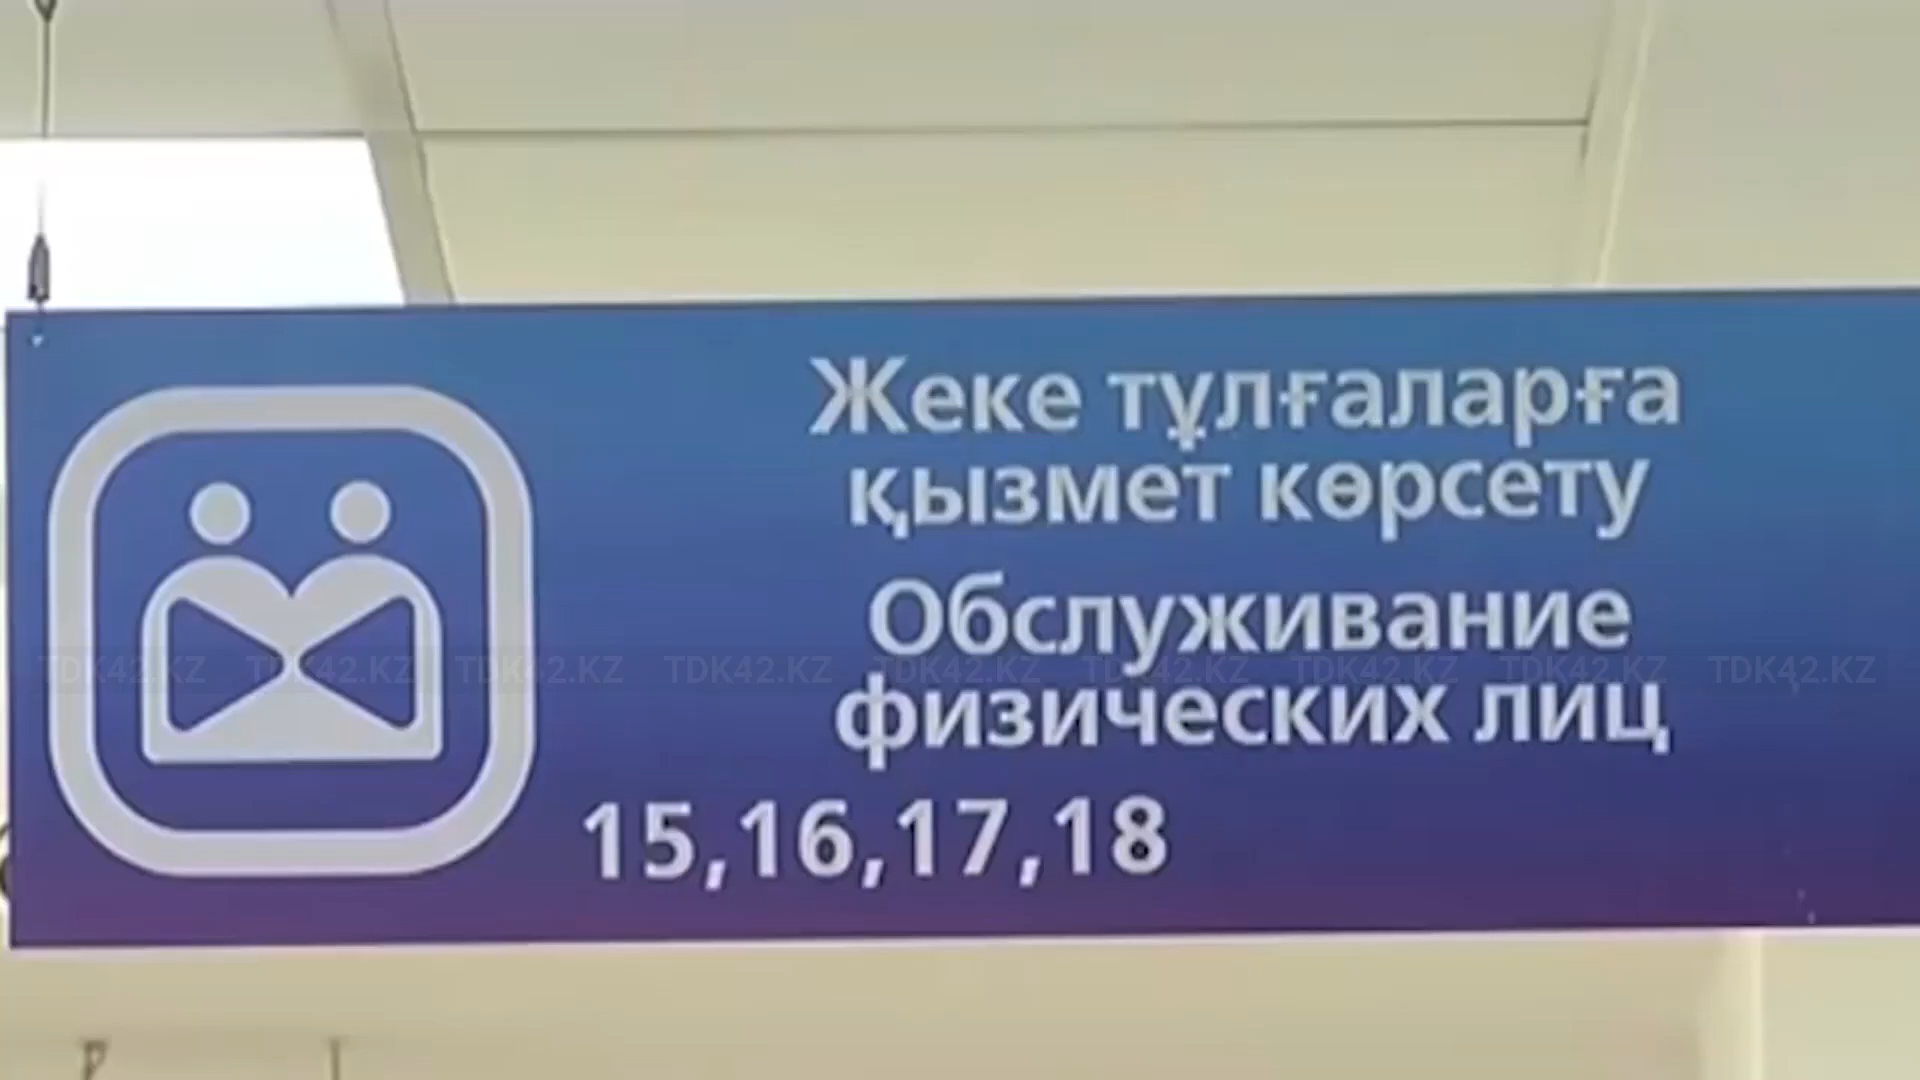 Жеке тұлғаларға
қызмет көрсету
Обслуживание
физических лиц
TDK42.KZ TDK42.KZ TDK42.KZ TDK42.KZ TDK42.KZ TDK42.KZ TDK42.KZ TDK42.KZ TDK42.KZ
15,16,17,18